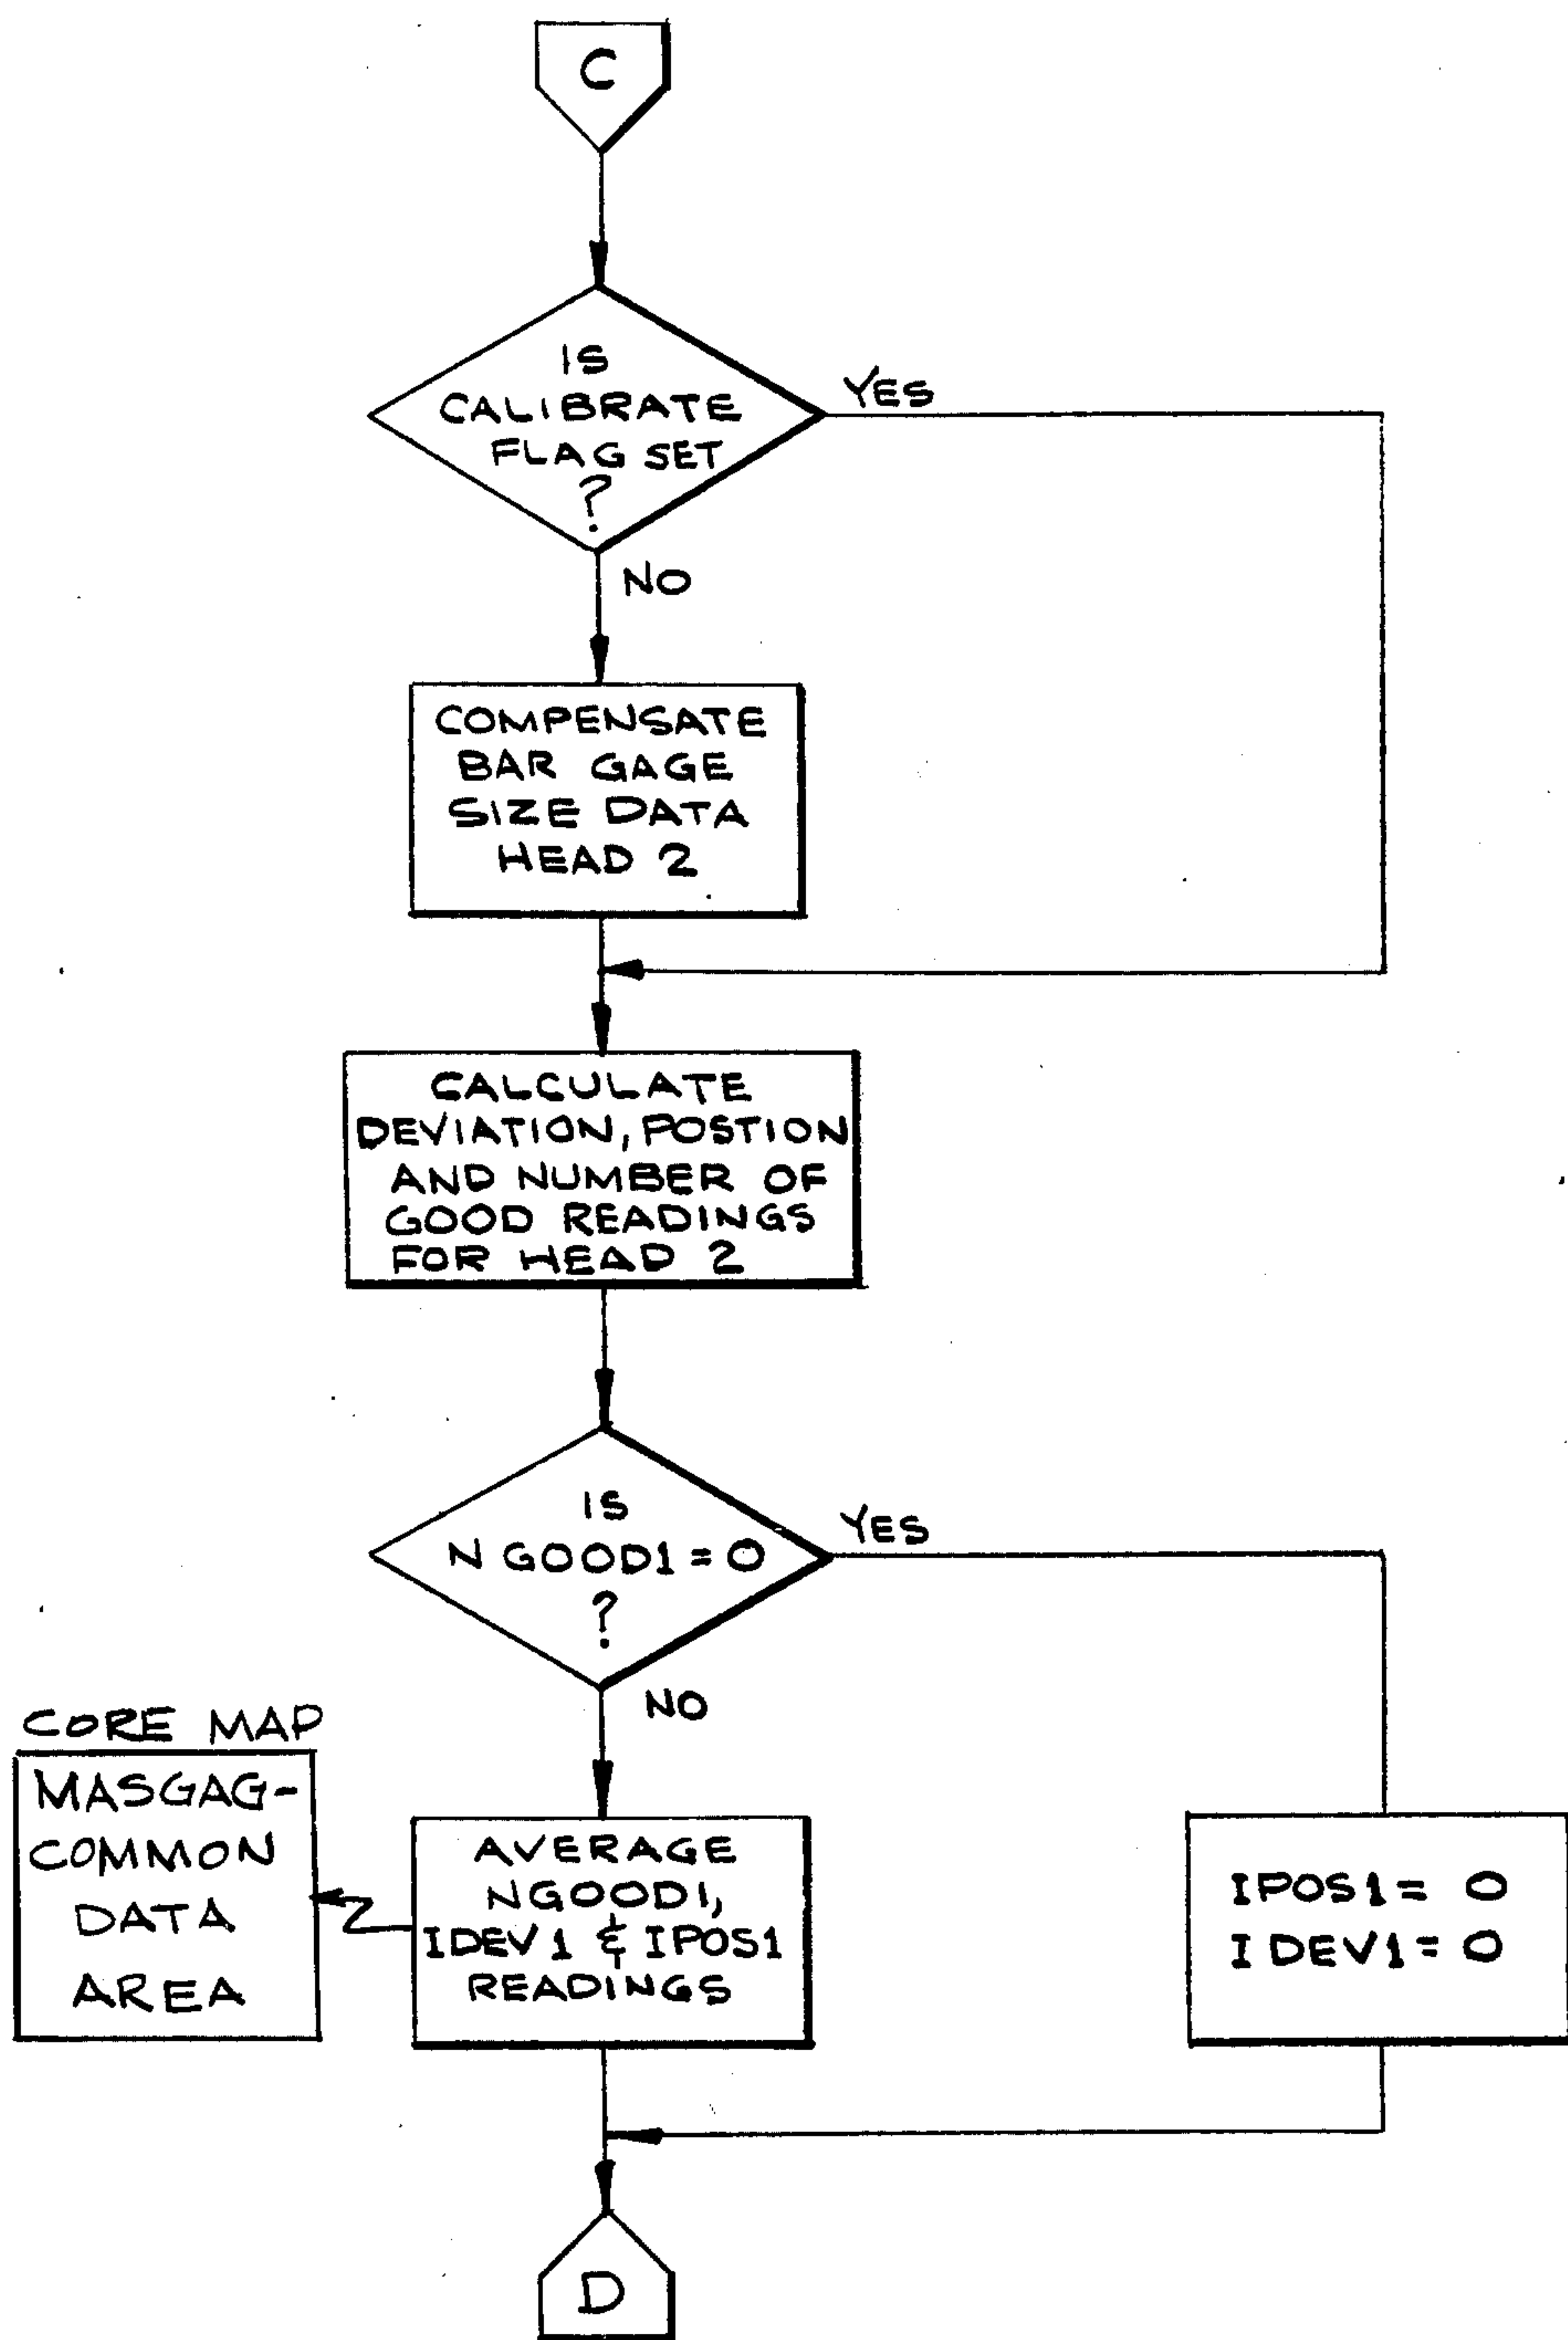 C
IS
CALIBRATE
FLAG SET
?
YES
NO
COMPENSATE
BAR GAGE
SIZE DATA
HEAD 2
CALCULATE
DEVIATION, POSTION
AND NUMBER OF
GOOD READINGS
FOR HEAD 2
IS
N GOOD1 = 0
?
YES
NO
CORE MAP
MASGAG-
COMMON
DATA
AREA
AVERAGE
NGOOD1,
IDEV1 & IPOS1
READINGS
IPOS1 = 0
IDEV1 = 0
D